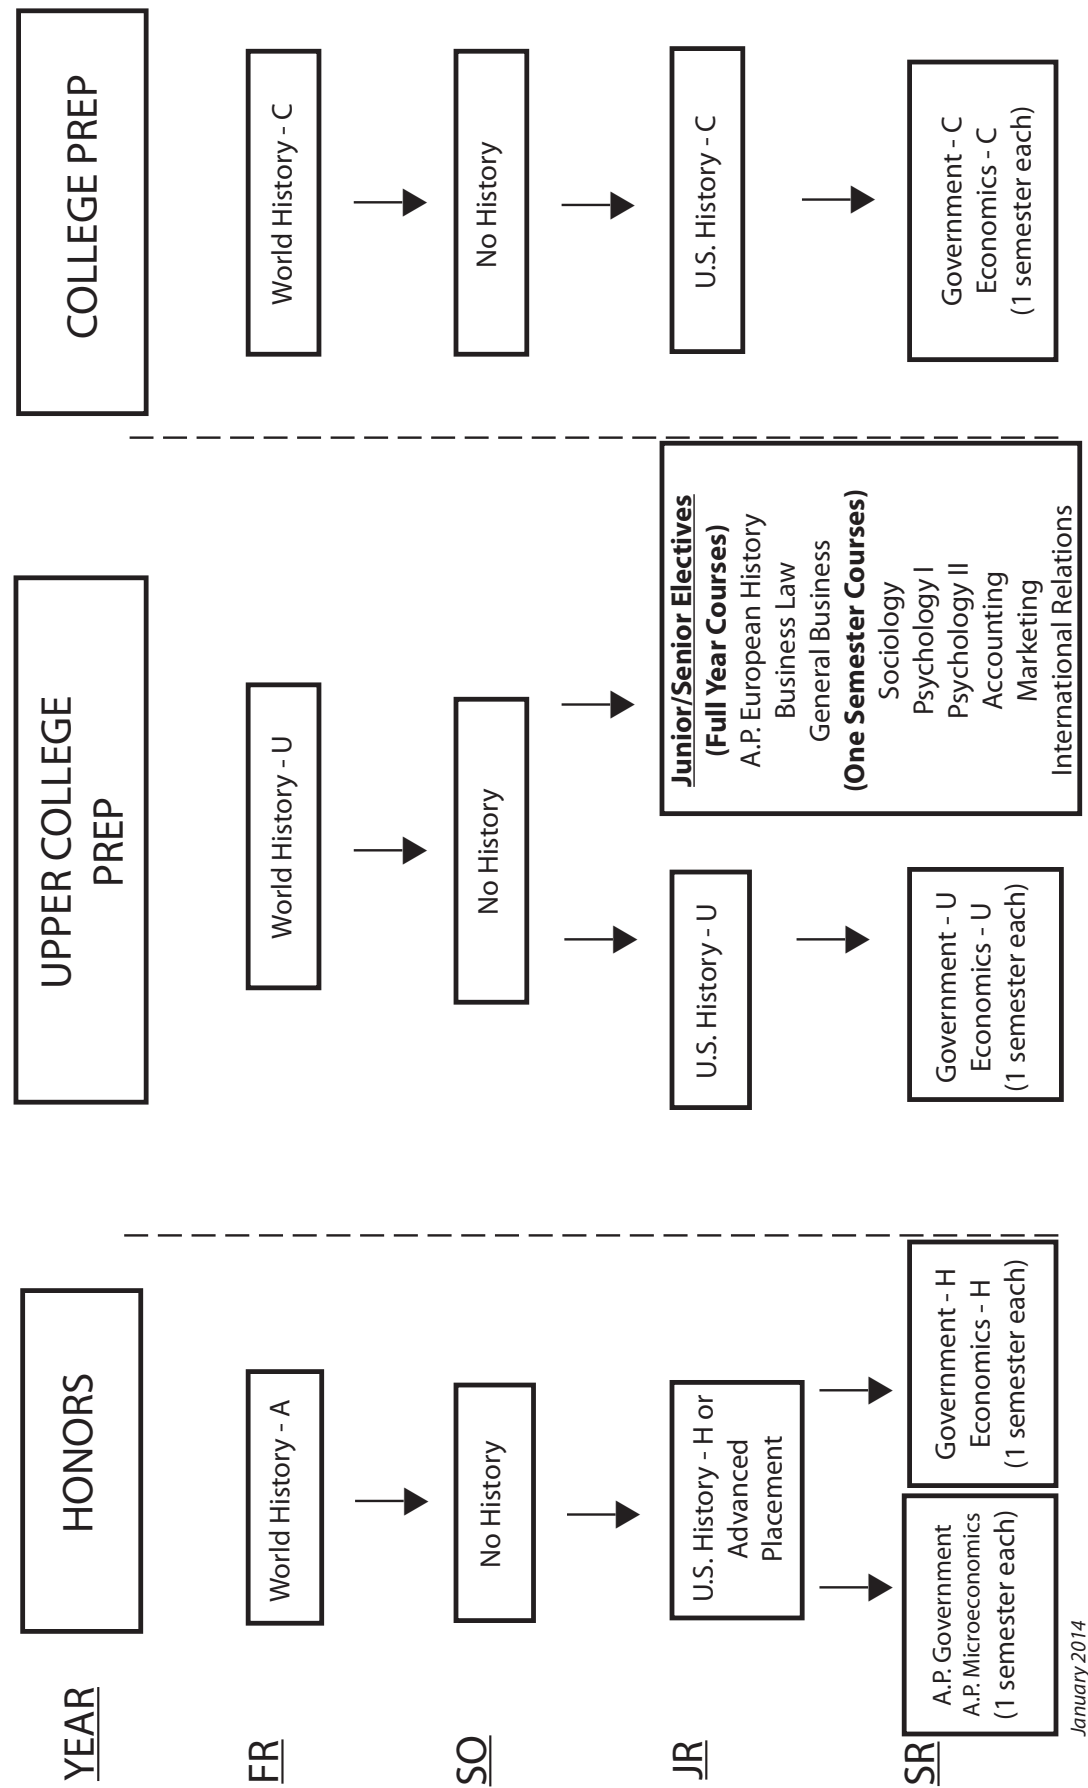 YEAR
HONORS
UPPER COLLEGE
PREP
COLLEGE PREP
FR
World History - A
World History - U
World History - C
SO
No History
No History
No History
JR
U.S. History - H or
Advanced
Placement
U.S. History - U
Junior/Senior Electives
(Full Year Courses)
A.P. European History
Business Law
General Business
(One Semester Courses)
Sociology
Psychology I
Psychology II
Accounting
Marketing
International Relations
U.S. History - C
SR
A.P. Government
A.P. Microeconomics
(1 semester each)
Government - H
Economics - H
(1 semester each)
Government - U
Economics - U
(1 semester each)
Government - C
Economics - C
(1 semester each)
January 2014